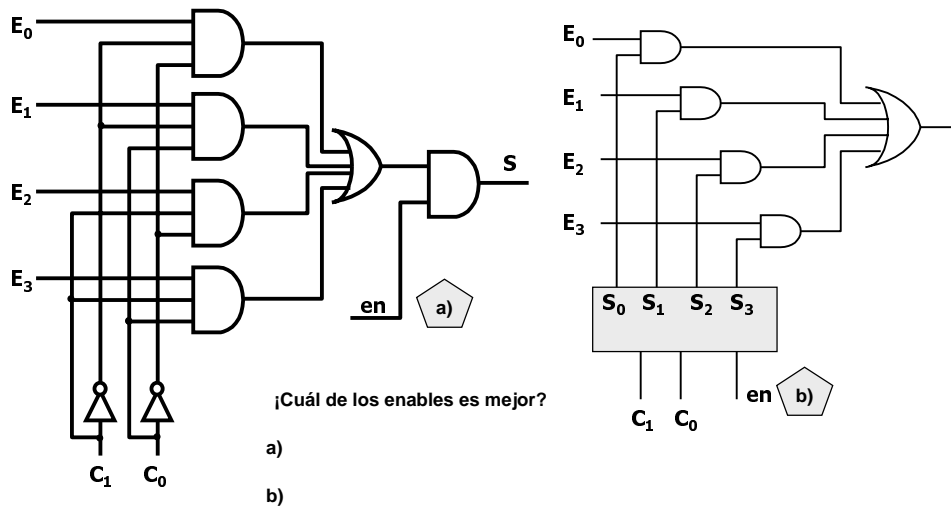 E0
E1
E2
E3
S
en
a)
C1
C0
¡Cuál de los enables es mejor?
a)
b)
E0
E1
E2
E3
S0 S1 S2 S3
C1
C0
en
b)